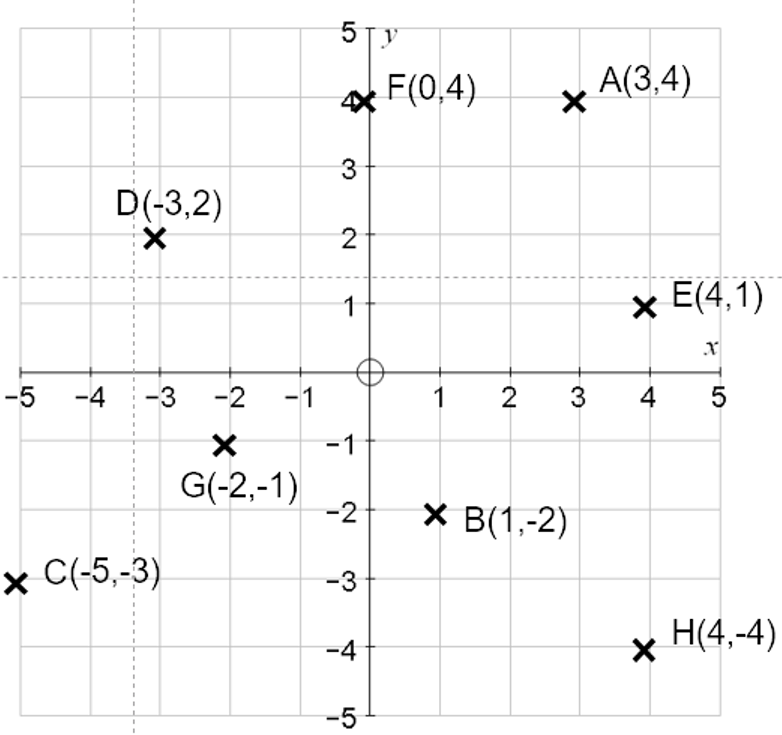 5 y
4 F(0,4) A(3,4)
3
D(-3,2)
2
1 E(4,1)
x
−5 −4 −3 −2 −1 1 2 3 4 5
−1
G(-2,-1)
−2 B(1,-2)
−3 C(-5,-3)
−4 H(4,-4)
−5